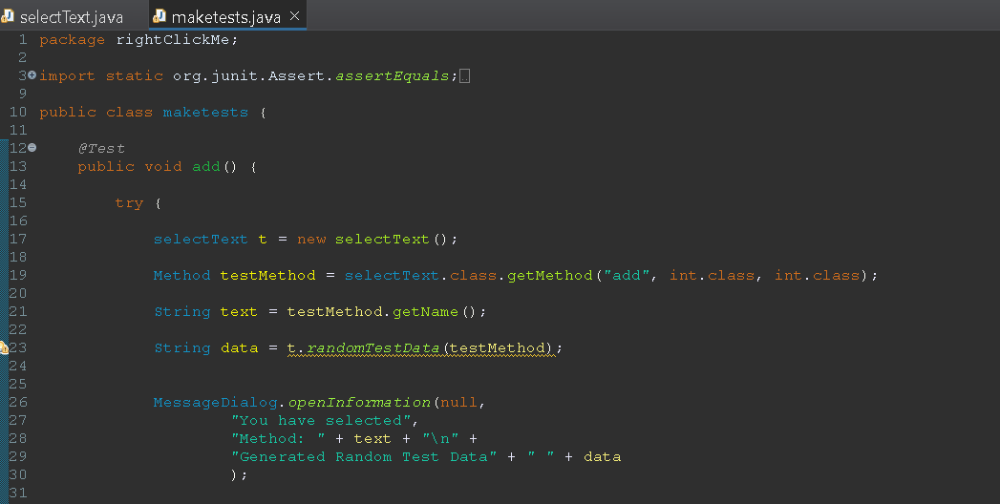 selectText.java maketests.java
1 package rightClickMe;
2
3 import static org.junit.Assert.assertEquals;
9
10 public class maketests {
11
12 @Test
13 public void add() {
14
15 try {
16
17 selectText t = new selectText();
18
19 Method testMethod = selectText.class.getMethod("add", int.class, int.class);
20
21 String text = testMethod.getName();
22
23 String data = t.randomTestData(testMethod);
24
25
26 MessageDialog.openInformation(null,
27 "You have selected",
28 "Method: " + text + "\n" +
29 "Generated Random Test Data" + " " + data
30 );
31